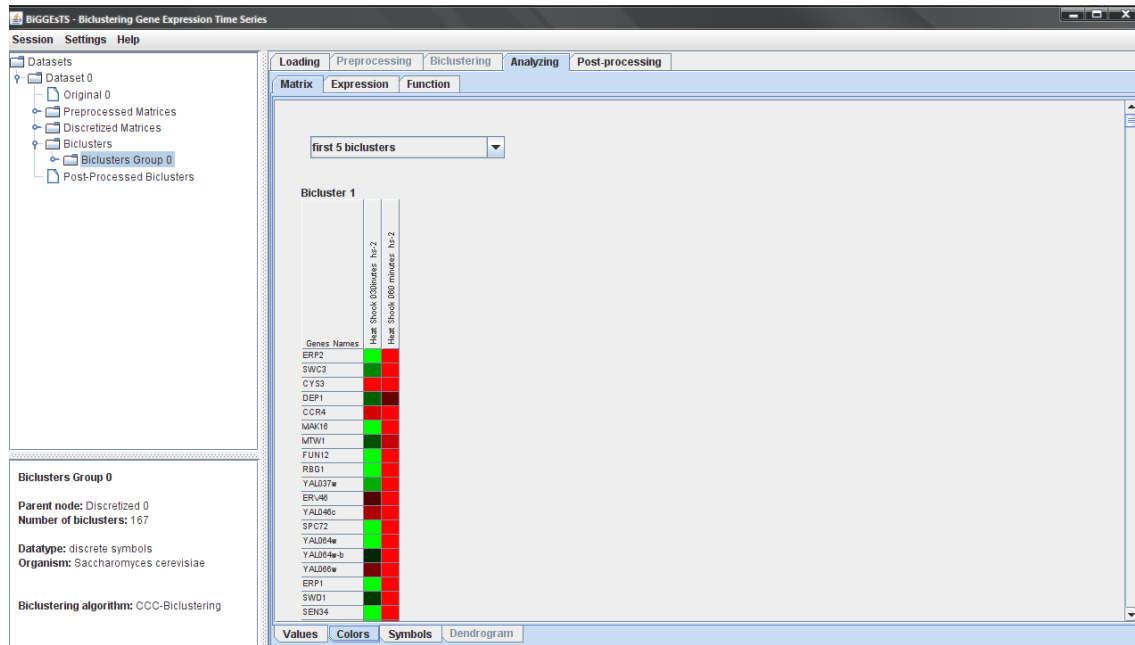 BiGGEsTS - Biclustering Gene Expression Time Series
Session Settings Help
Datasets
Dataset 0
Original 0
Preprocessed Matrices
Discretized Matrices
Biclusters
Biclusters Group 0
Post-Processed Biclusters
Biclusters Group 0
Parent node: Discretized 0
Number of biclusters: 167
Datatype: discrete symbols
Organism: Saccharomyces cerevisiae
Biclustering algorithm: CCC-Biclustering
Loading Preprocessing Biclustering Analyzing Post-processing
Matrix Expression Function
first 5 biclusters
Bicluster 1
Genes Names
Heat Shock 030inutes hs-2
Heat Shock 060 minutes hs-2
ERP2
SWC3
CYS3
DEP1
CCR4
MAK16
MTW1
FUN12
RBG1
YAL037w
ERV46
YAL046c
SPC72
YAL064w
YAL064w-b
YAL066w
ERP1
SWD1
SEN34
Values Colors Symbols Dendrogram